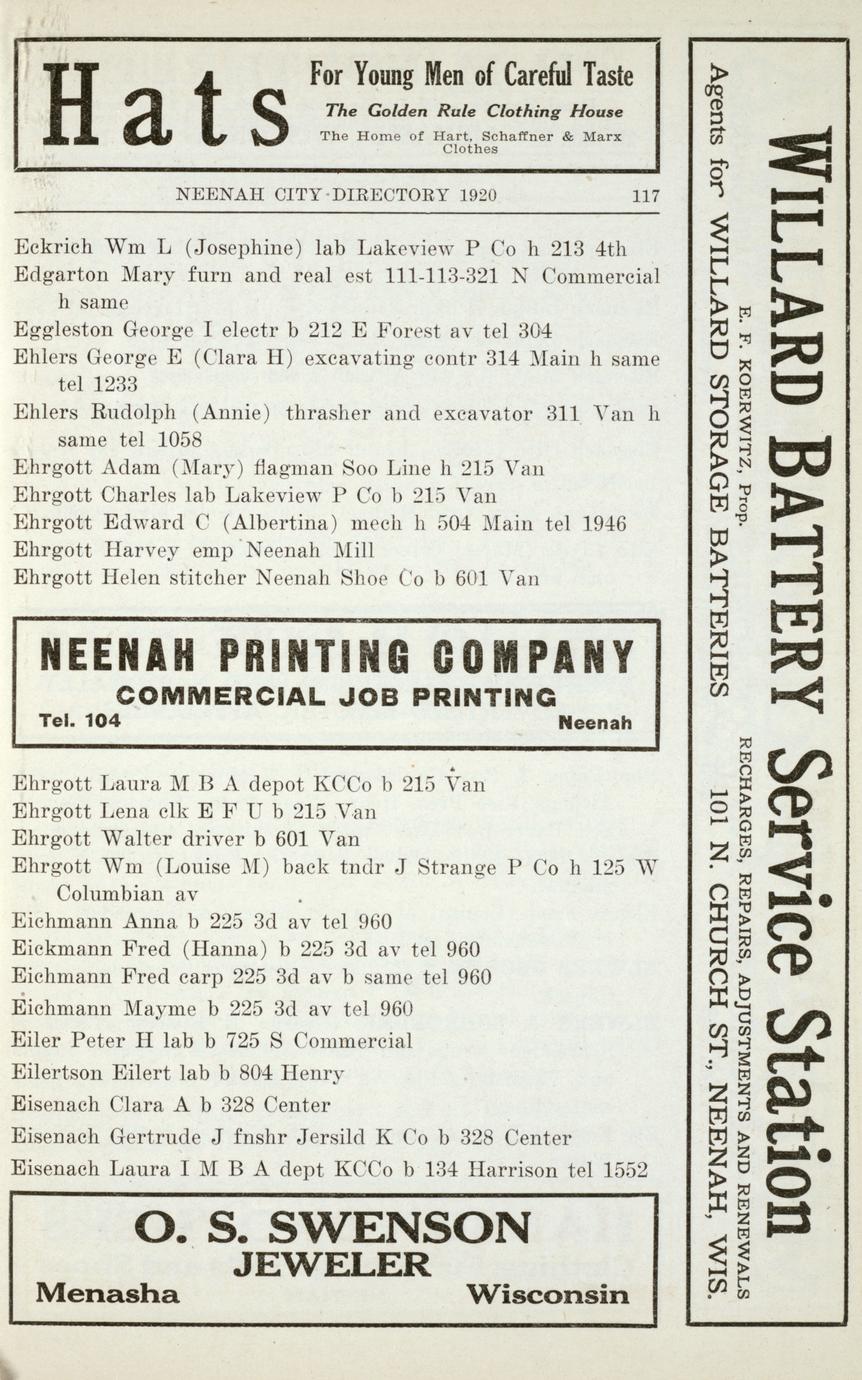 Hats
For Young Men of Careful Taste
The Golden Rule Clothing House
The Home of Hart, Schaffner & Marx
Clothes
NEENAH CITY DIRECTORY 1920 117
Eckrich Wm L (Josephine) lab Lakeview P Co h 213 4th
Edgarton Mary furn and real est 111-113-321 N Commercial
h same
Eggleston George I electr b 212 E Forest av tel 304
Ehlers George E (Clara H) excavating contr 314 Main h same
tel 1233
Ehlers Rudolph (Annie) thrasher and excavator 311 Van h
same tel 1058
Ehrgott Adam (Mary) flagman Soo Line h 215 Van
Ehrgott Charles lab Lakeview P Co b 215 Van
Ehrgott Edward C (Albertina) mech h 504 Main tel 1946
Ehrgott Harvey emp Neenah Mill
Ehrgott Helen stitcher Neenah Shoe Co b 601 Van
NEENAH PRINTING COMPANY
COMMERCIAL JOB PRINTING
Tel. 104 Neenah
Ehrgott Laura M B A depot KCCo b 215 Van
Ehrgott Lena clk E F U b 215 Van
Ehrgott Walter driver b 601 Van
Ehrgott Wm (Louise M) back tndr J Strange P Co h 125 W
Columbian av
Eichmann Anna b 225 3d av tel 960
Eickmann Fred (Hanna) b 225 3d av tel 960
Eichmann Fred carp 225 3d av b same tel 960
Eichmann Mayme b 225 3d av tel 960
Eiler Peter H lab b 725 S Commercial
Eilertson Eilert lab b 804 Henry
Eisenach Clara A b 328 Center
Eisenach Gertrude J fnshr Jersild K Co b 328 Center
Eisenach Laura I M B A dept KCCo b 134 Harrison tel 1552
O. S. SWENSON
JEWELER
Menasha Wisconsin
WILLARD BATTERY Service Station
E. F. KOERWITZ, Prop. RECHARGES, REPAIRS, ADJUSTMENTS AND RENEWALS
Agents for WILLARD STORAGE BATTERIES 101 N. CHURCH ST., NEENAH, WIS.